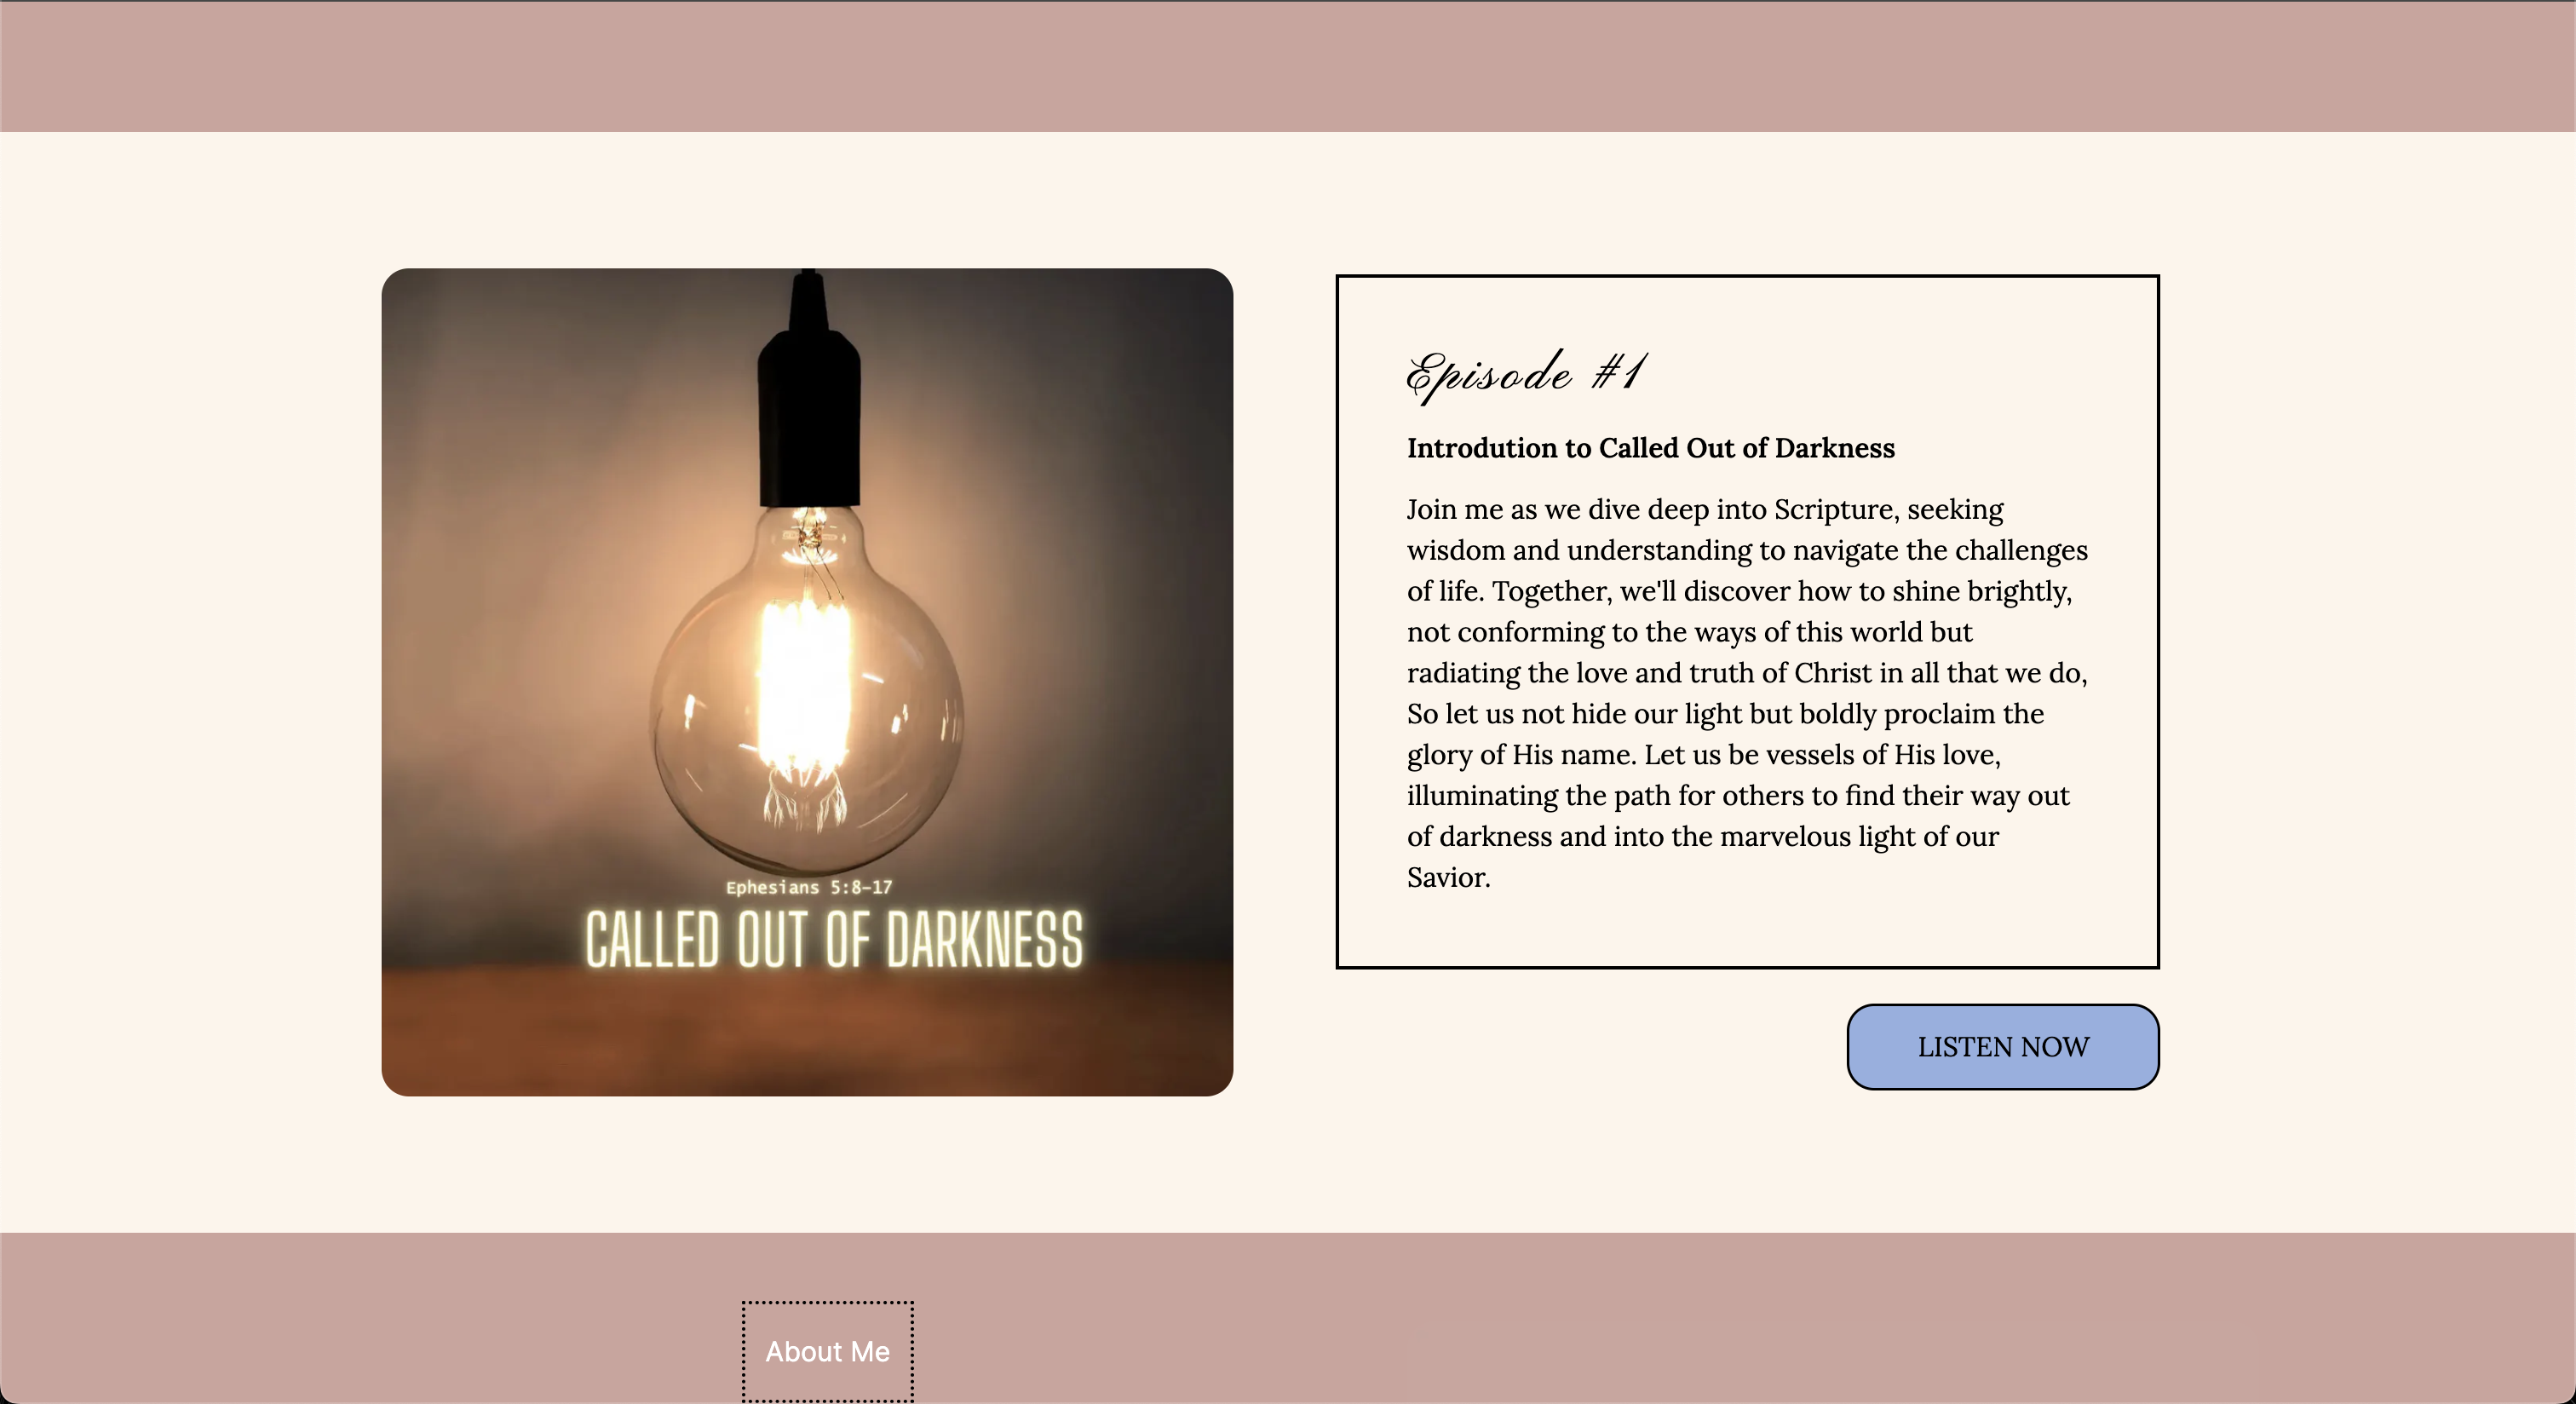 Ephesians 5:8-17
CALLED OUT OF DARKNESS
Episode #1
Introdution to Called Out of Darkness
Join me as we dive deep into Scripture, seeking
wisdom and understanding to navigate the challenges
of life. Together, we'll discover how to shine brightly,
not conforming to the ways of this world but
radiating the love and truth of Christ in all that we do,
So let us not hide our light but boldly proclaim the
glory of His name. Let us be vessels of His love,
illuminating the path for others to find their way out
of darkness and into the marvelous light of our
Savior.
LISTEN NOW
About Me